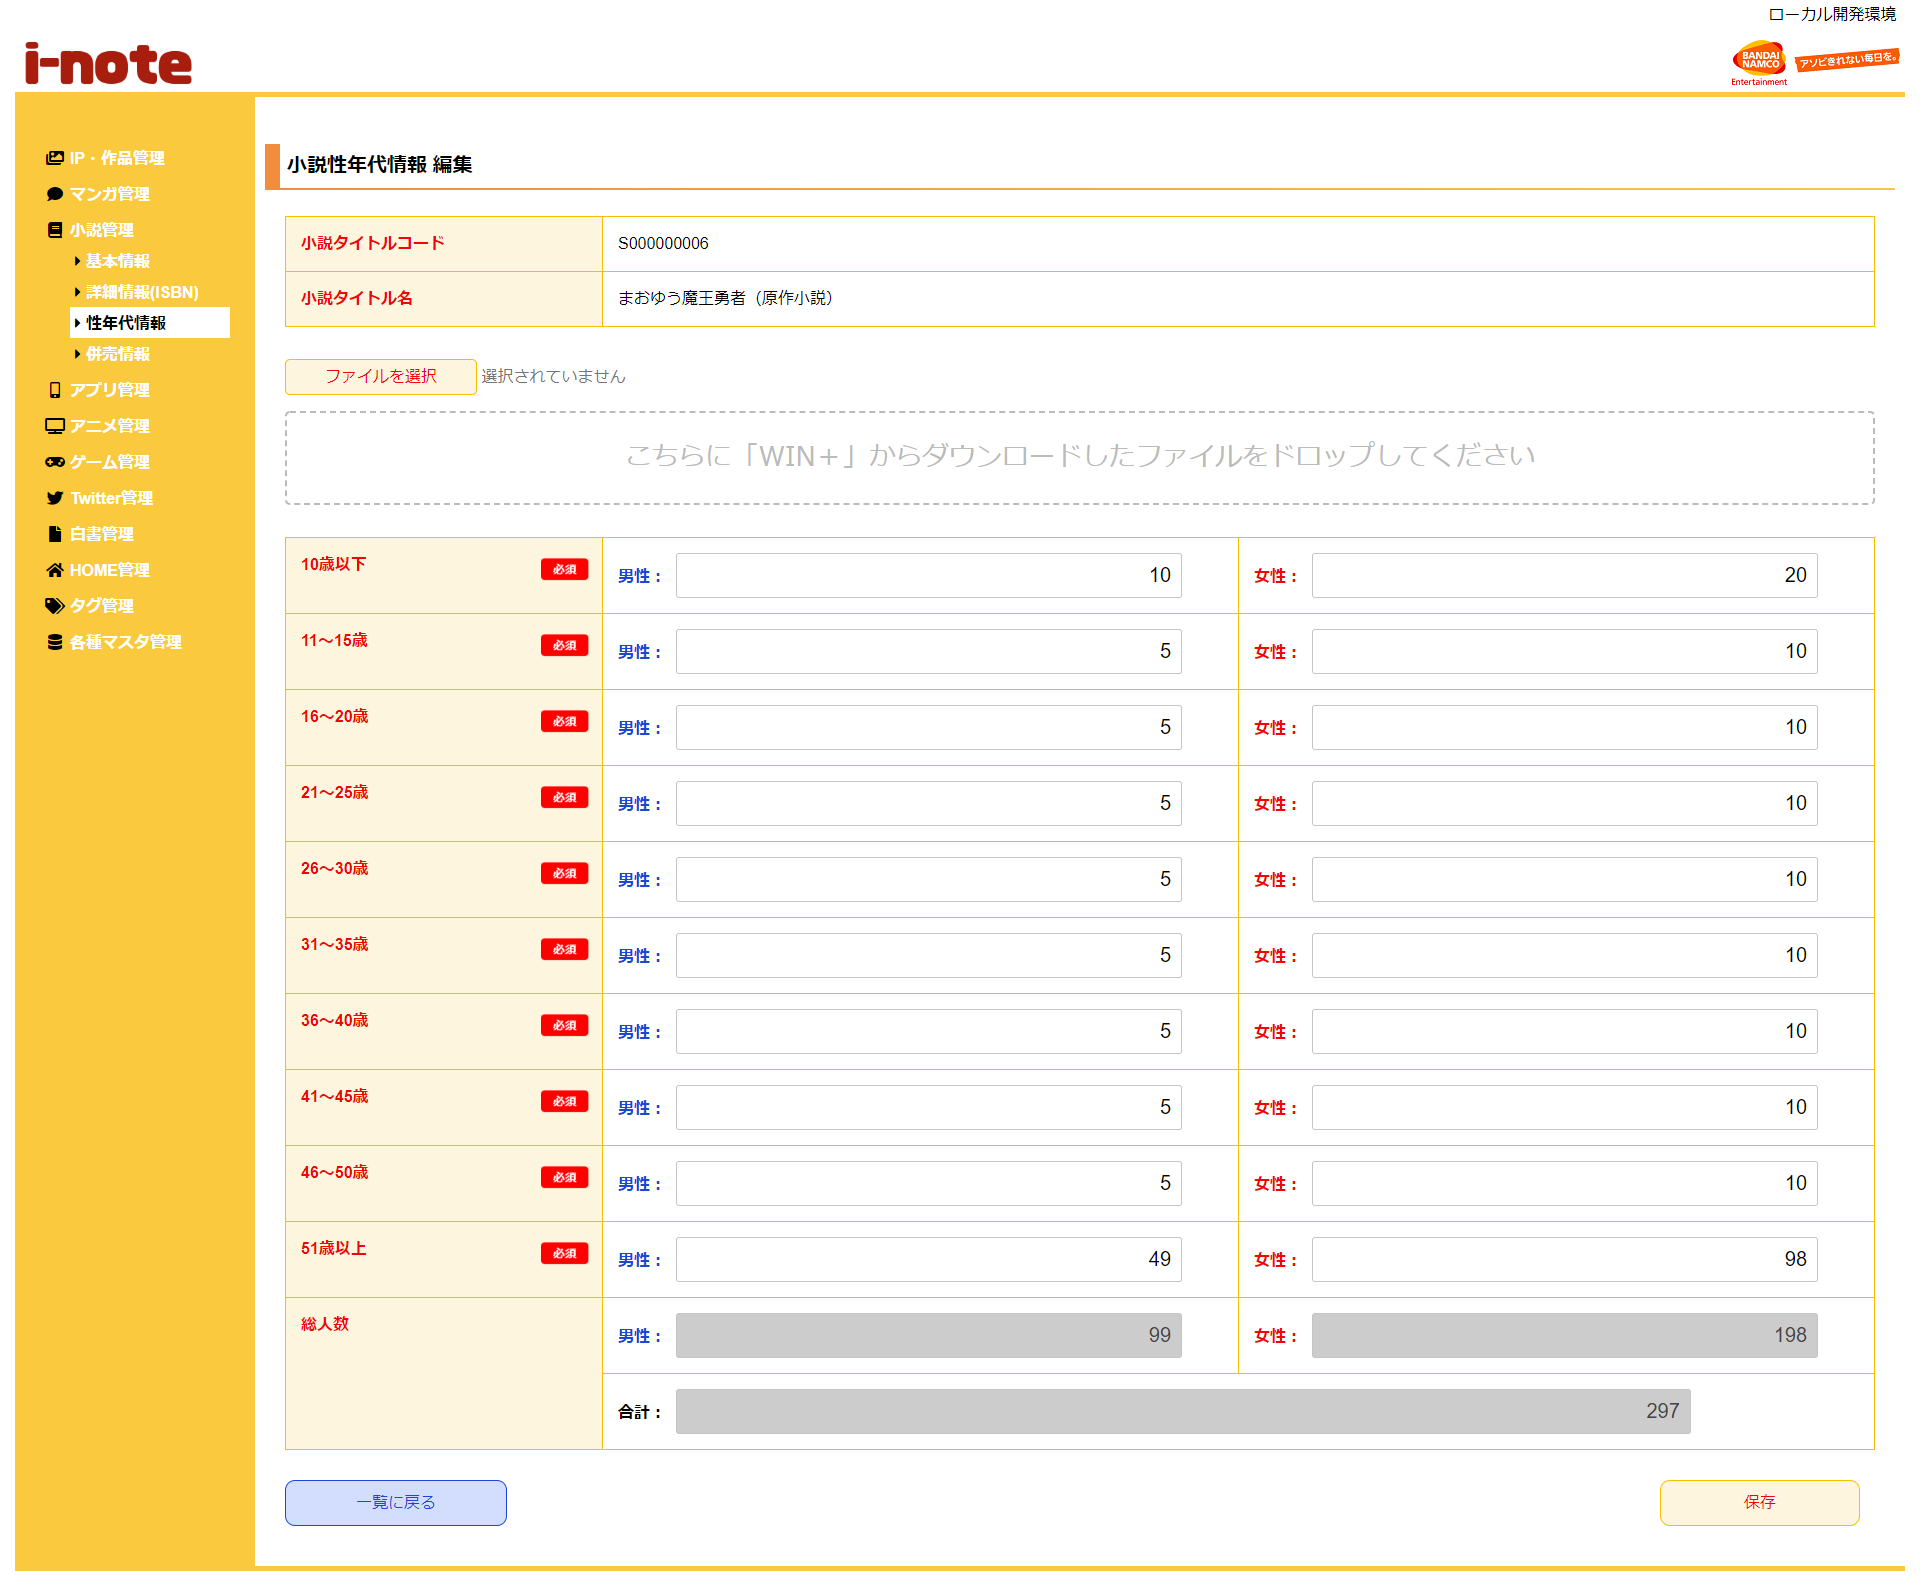 ローカル開発環境
i-note
BANDAI
NAMCO
Entertainment
アソビきれない毎日を。
IP・作品管理
マンガ管理
小説管理
基本情報
詳細情報(ISBN)
性年代情報
併売情報
アプリ管理
アニメ管理
ゲーム管理
Twitter管理
白書管理
HOME管理
タグ管理
各種マスタ管理
小説性年代情報 編集
小説タイトルコード S000000006
小説タイトル名 まおゆう魔王勇者（原作小説）
ファイルを選択 選択されていません
こちらに「WIN＋」からダウンロードしたファイルをドロップしてください
10歳以下 必須 男性： 10 女性： 20
11～15歳 必須 男性： 5 女性： 10
16～20歳 必須 男性： 5 女性： 10
21～25歳 必須 男性： 5 女性： 10
26～30歳 必須 男性： 5 女性： 10
31～35歳 必須 男性： 5 女性： 10
36～40歳 必須 男性： 5 女性： 10
41～45歳 必須 男性： 5 女性： 10
46～50歳 必須 男性： 5 女性： 10
51歳以上 必須 男性： 49 女性： 98
総人数 男性： 99 女性： 198
合計： 297
一覧に戻る 保存